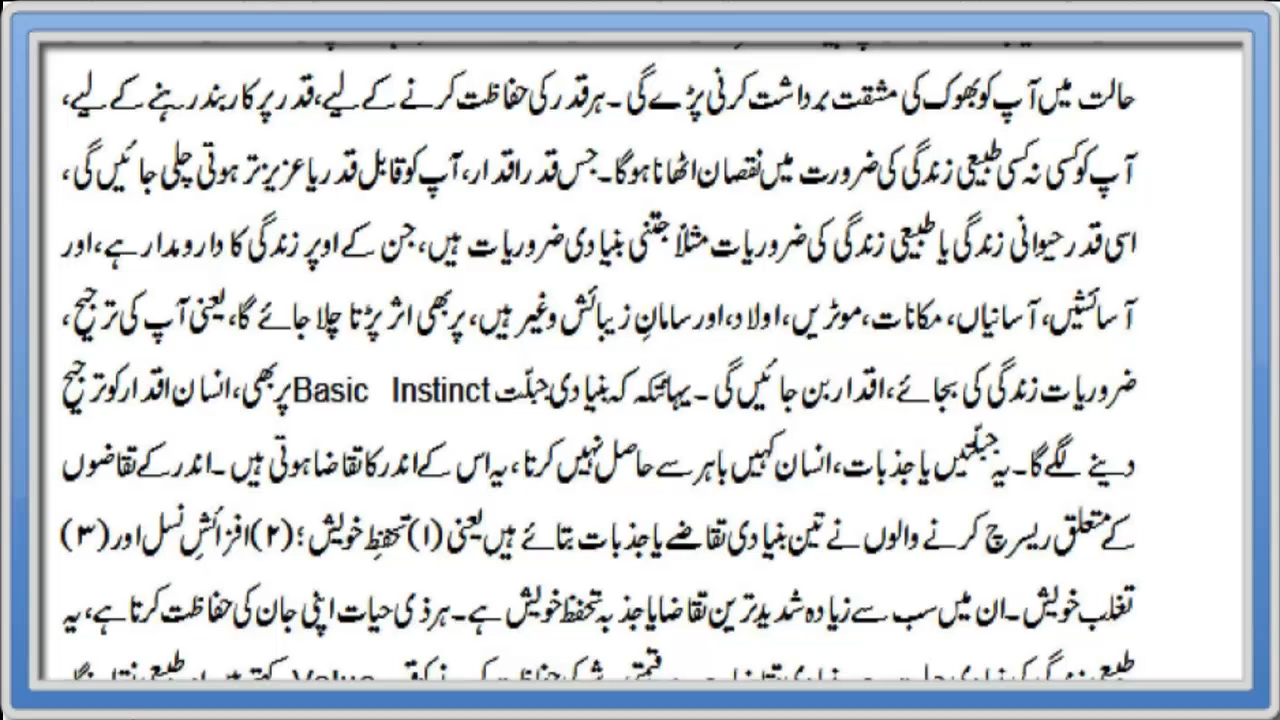 حالت میں آپ کو بھوک کی مشقت برداشت کرنی پڑے گی ۔ ہر قدر کی حفاظت کرنے کے لیے، قدر پر کاربند رہنے کے لیے،
آپ کو کسی نہ کسی طبیعی زندگی کی ضرورت میں نقصان اٹھانا ہوگا۔ جس قدر اقدار، آپ کو قابل قدر یا عزیز تر ہوتی چلی جائیں گی،
اسی قدر حیوانی زندگی یا طبیعی زندگی کی ضروریات مثلاً جتنی بنیادی ضروریات ہیں، جن کے اوپر زندگی کا دارومدار ہے، اور
آسائشیں، آسانیاں، مکانات، موٹریں، اولاد، اور سامانِ زیبائش وغیر ہیں، پر بھی اثر پڑتا چلا جائے گا، یعنی آپ کی ترجیح،
ضروریات زندگی کی بجائے، اقدار بن جائیں گی ۔ یہانتکہ کہ بنیادی جبلّت Basic Instinct پر بھی، انسان اقدار کو ترجیح
دینے لگے گا۔ یہ جبلّتیں یا جذبات، انسان کہیں باہر سے حاصل نہیں کرتا، یہ اس کے اندر کا تقاضا ہوتی ہیں ۔ اندر کے تقاضوں
کے متعلق ریسرچ کرنے والوں نے تین بنیادی تقاضے یا جذبات بتائے ہیں یعنی (۱) تحفظِ خویش ؛ (۲) افزائشِ نسل اور (۳)
تغلب خویش ۔ ان میں سب سے زیادہ شدید ترین تقاضا یا جذبہ تحفظ خویش ہے ۔ ہر ذی حیات اپنی جان کی حفاظت کرتا ہے، یہ